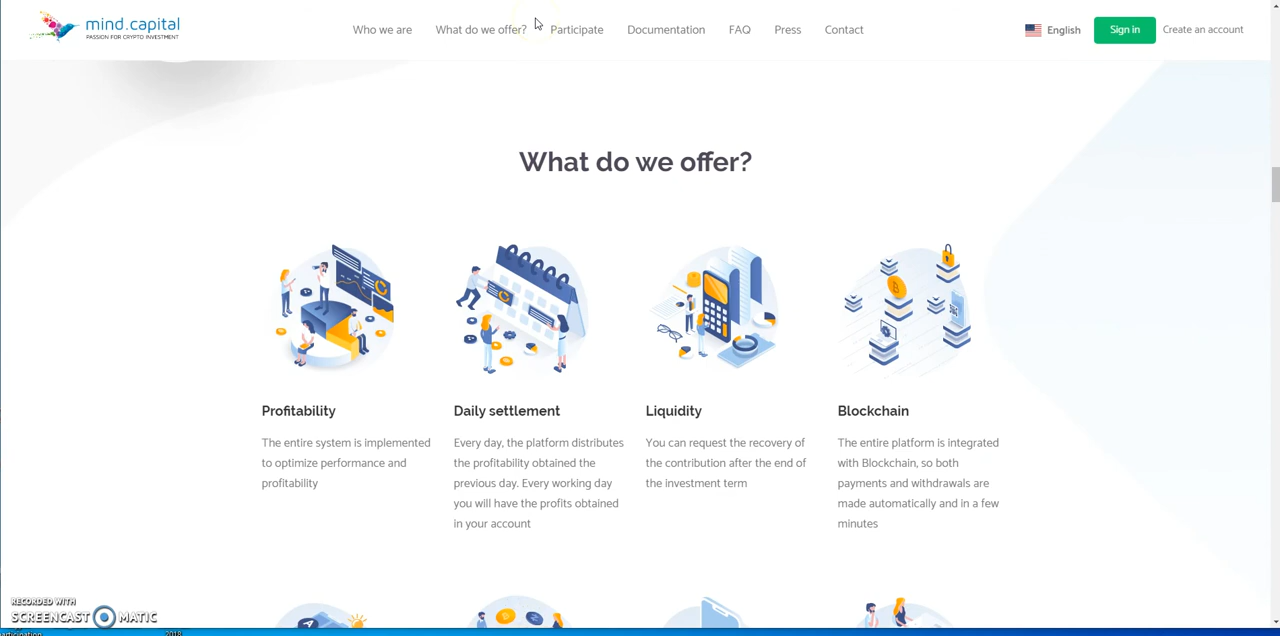 mind.capital
PASSION FOR CRYPTO INVESTMENT
Who we are
What do we offer?
Participate
Documentation
FAQ
Press
Contact
English
Sign in
Create an account
What do we offer?
Profitability
The entire system is implemented
to optimize performance and
profitability
Daily settlement
Every day, the platform distributes
the profitability obtained the
previous day. Every working day
you will have the profits obtained
in your account
Liquidity
You can request the recovery of
the contribution after the end of
the investment term
Blockchain
The entire platform is integrated
with Blockchain, so both
payments and withdrawals are
made automatically and in a few
minutes
RECORDED WITH
SCREENCAST MATIC